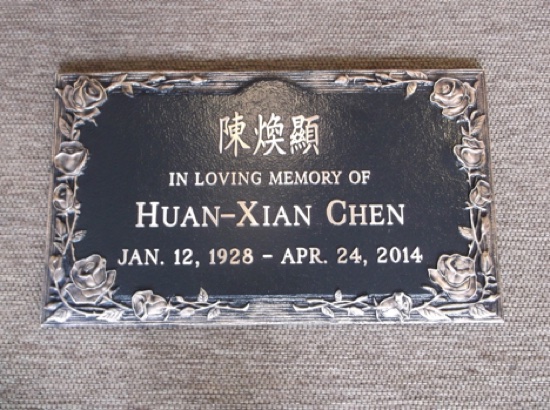 陳煥顯
IN LOVING MEMORY OF
HUAN-XIAN CHEN
JAN. 12, 1928 - APR. 24, 2014